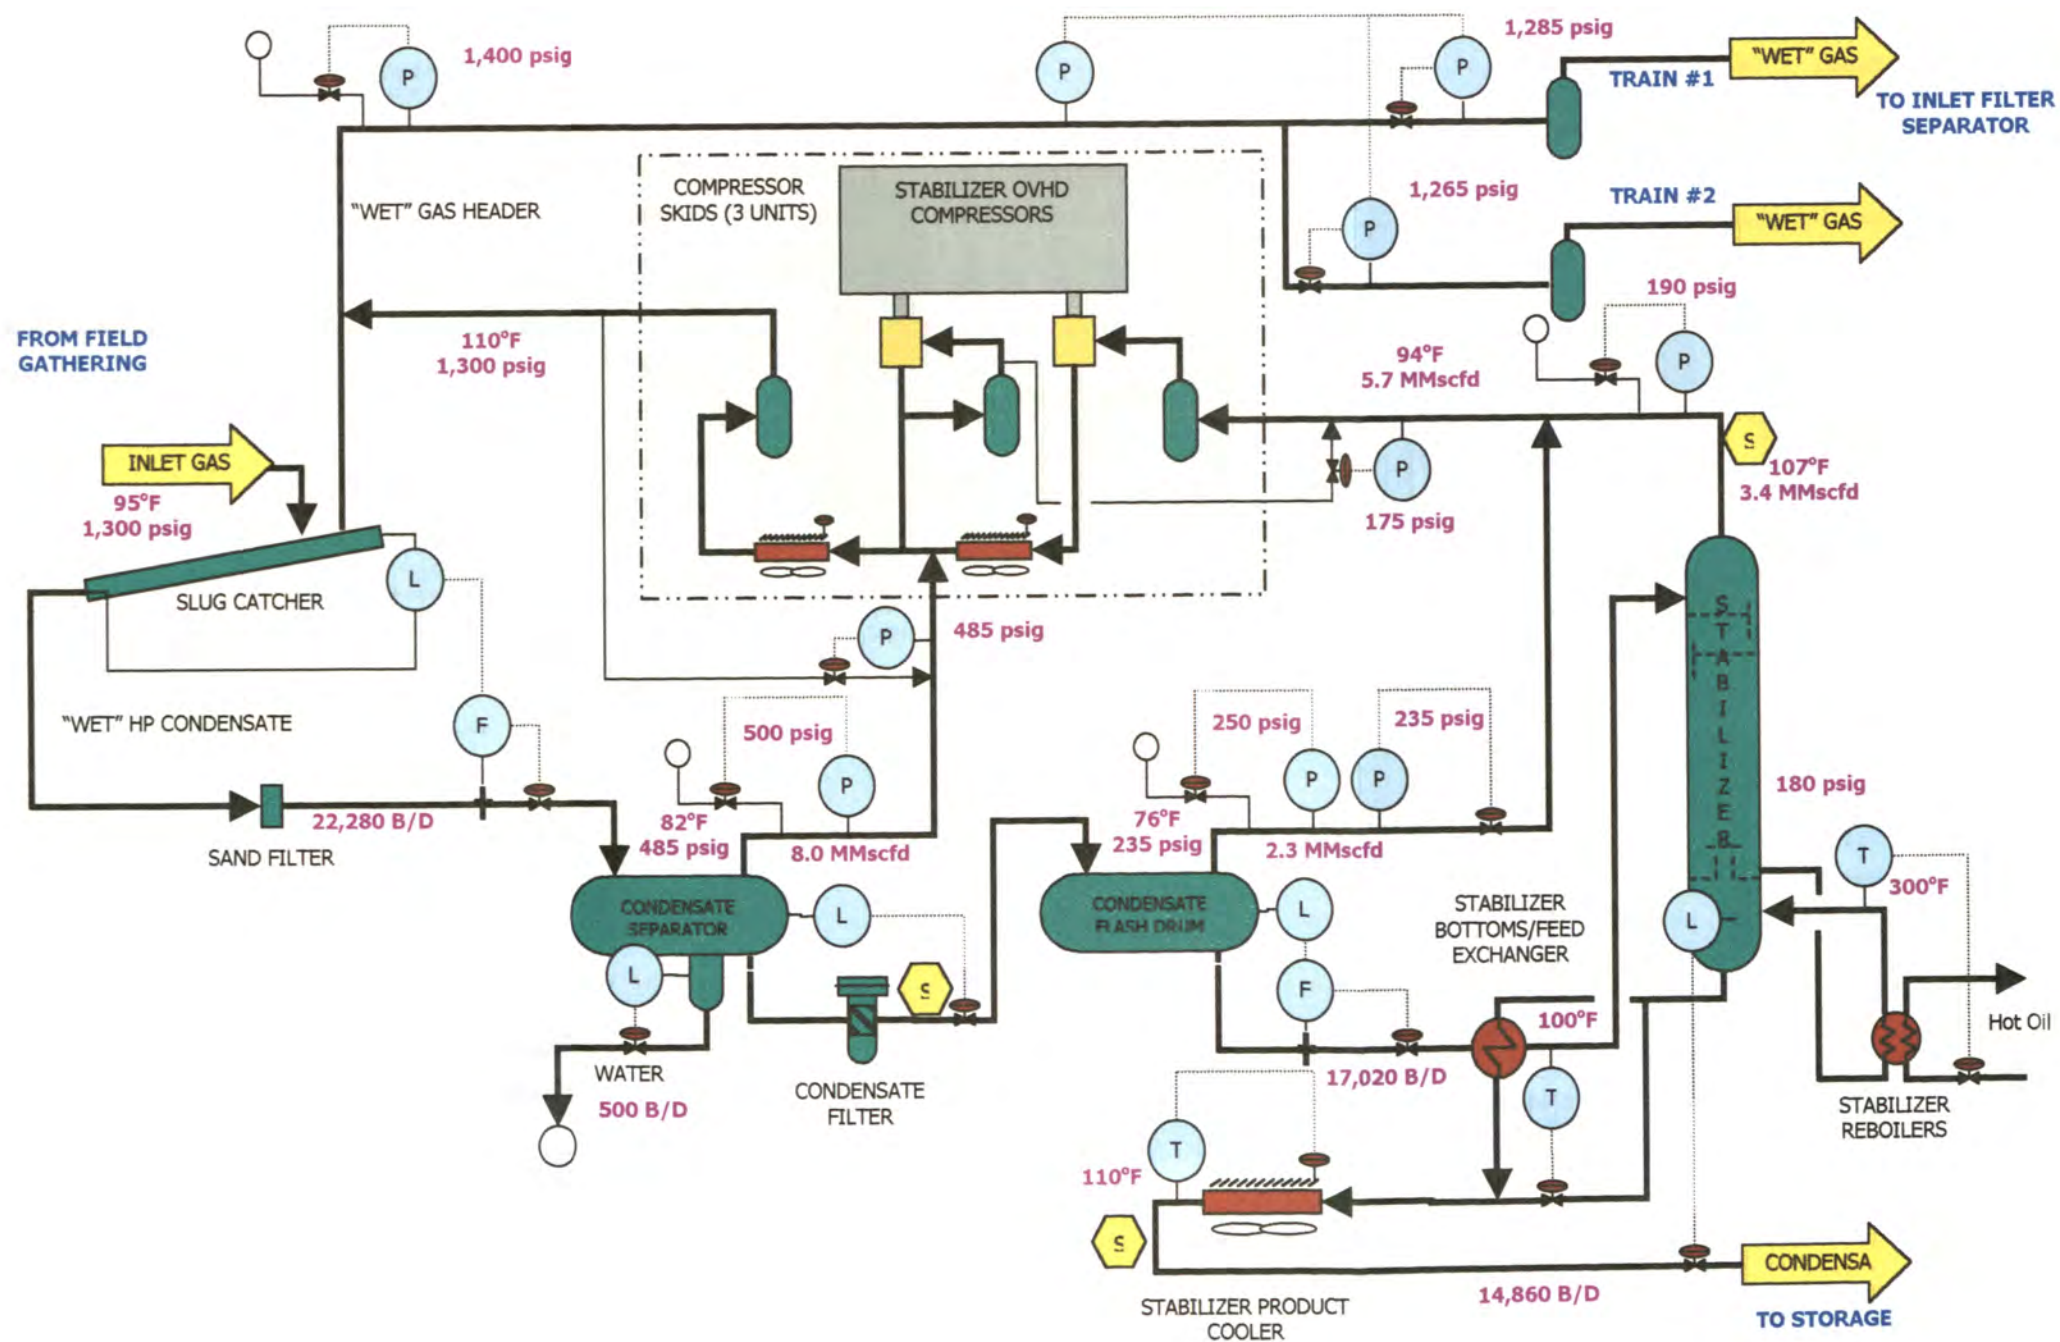 1,400 psig
P
P
P
1,285 psig
TRAIN #1
"WET" GAS
TO INLET FILTER
SEPARATOR
COMPRESSOR
SKIDS (3 UNITS)
STABILIZER OVHD
COMPRESSORS
"WET" GAS HEADER
P
1,265 psig
TRAIN #2
"WET" GAS
190 psig
P
FROM FIELD
GATHERING
110°F
1,300 psig
94°F
5.7 MMscfd
INLET GAS
95°F
1,300 psig
P
175 psig
S
107°F
3.4 MMscfd
L
SLUG CATCHER
P
485 psig
STABILIZER
"WET" HP CONDENSATE
F
500 psig
P
250 psig
P
P
235 psig
180 psig
22,280 B/D
SAND FILTER
82°F
485 psig
8.0 MMscfd
76°F
235 psig
2.3 MMscfd
T
300°F
CONDENSATE
SEPARATOR
L
CONDENSATE
FLASH DRUM
L
STABILIZER
BOTTOMS/FEED
EXCHANGER
L
L
S
F
100°F
Hot Oil
WATER
500 B/D
CONDENSATE
FILTER
17,020 B/D
T
STABILIZER
REBOILERS
T
110°F
S
CONDENSA
14,860 B/D
TO STORAGE
STABILIZER PRODUCT
COOLER